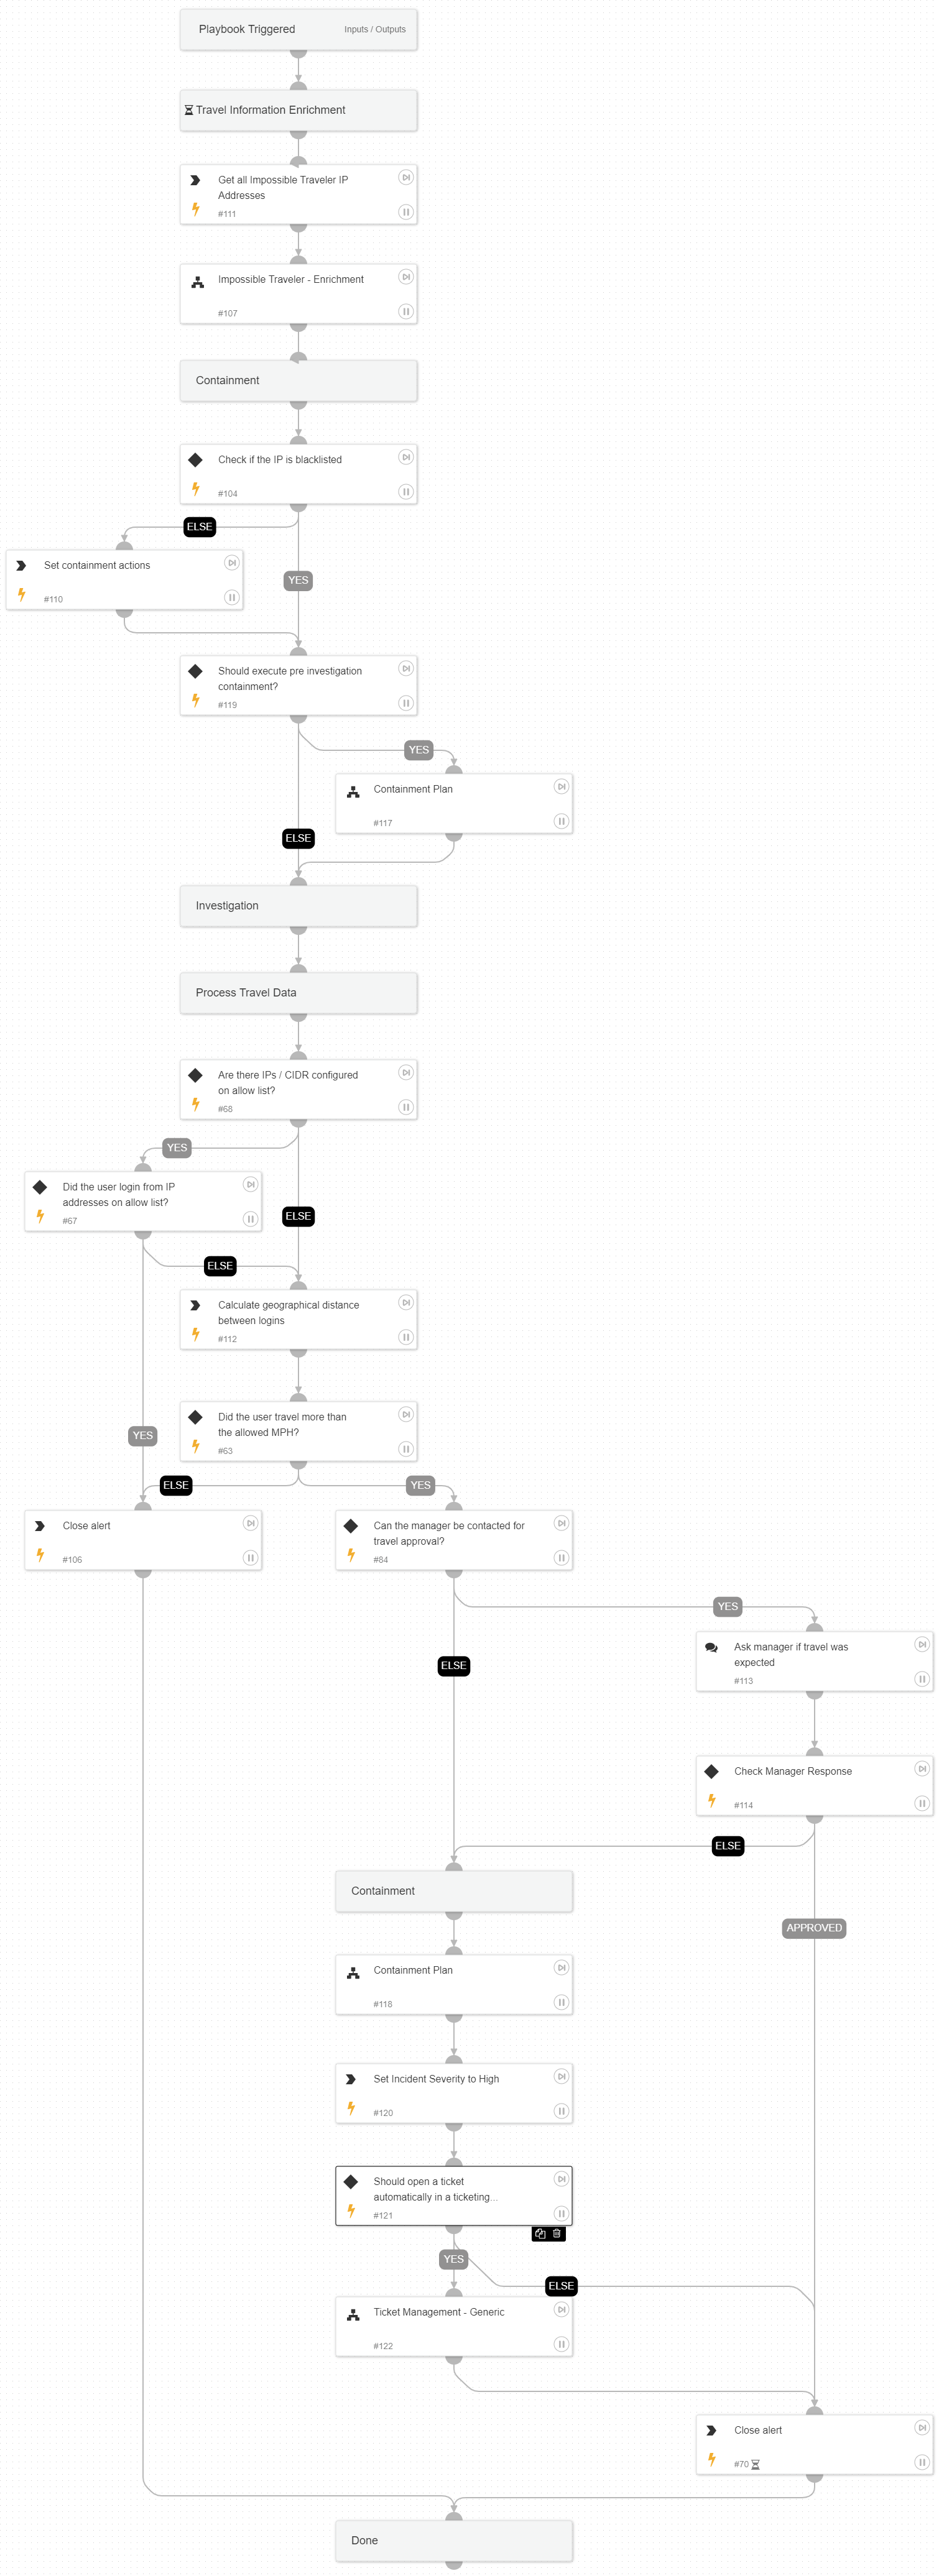 Playbook Triggered
Inputs / Outputs
Travel Information Enrichment
Get all Impossible Traveler IP
Addresses
#111
Impossible Traveler - Enrichment
#107
Containment
Check if the IP is blacklisted
#104
ELSE
Set containment actions
#110
YES
Should execute pre investigation
containment?
#119
YES
Containment Plan
#117
ELSE
Investigation
Process Travel Data
Are there IPs / CIDR configured
on allow list?
#68
YES
Did the user login from IP
addresses on allow list?
#67
ELSE
ELSE
Calculate geographical distance
between logins
#112
Did the user travel more than
the allowed MPH?
#63
YES
ELSE
YES
Close alert
#106
Can the manager be contacted for
travel approval?
#84
YES
Ask manager if travel was
expected
#113
ELSE
Check Manager Response
#114
ELSE
Containment
APPROVED
Containment Plan
#118
Set Incident Severity to High
#120
Should open a ticket
automatically in a ticketing...
#121
YES
ELSE
Ticket Management - Generic
#122
Close alert
#70
Done